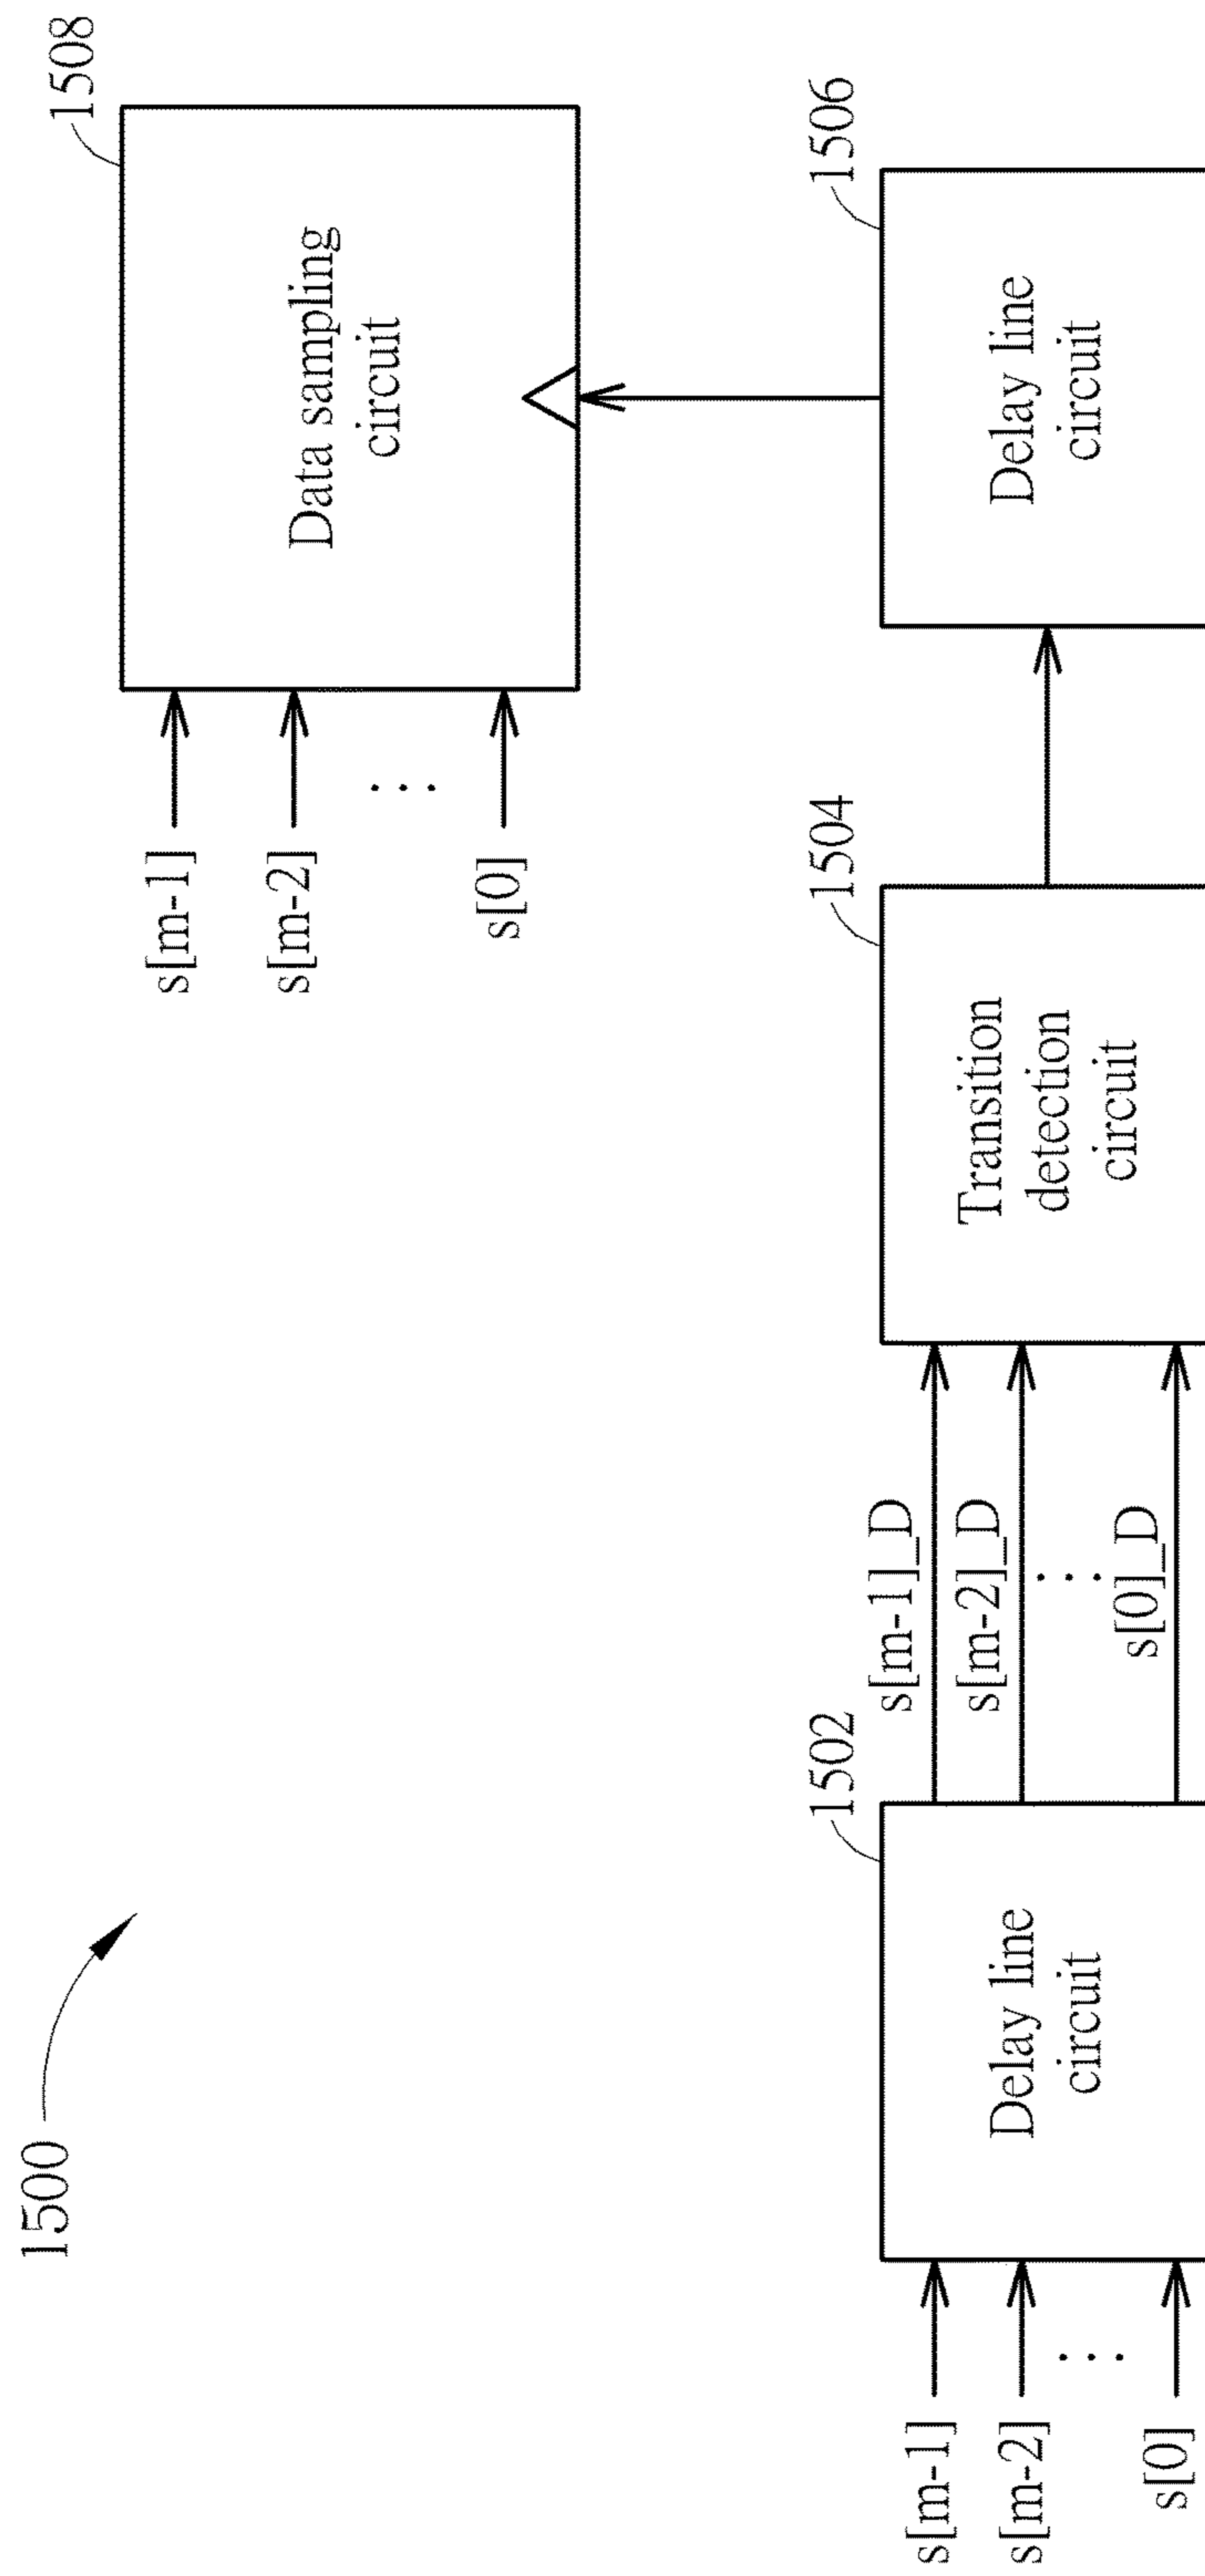 1500
1508
Data sampling
circuit
s[m-1]
s[m-2]
...
s[0]
1502
Delay line
circuit
s[m-1]
s[m-2]
...
s[0]
s[m-1]_D
s[m-2]_D
...
s[0]_D
1504
Transition
detection
circuit
1506
Delay line
circuit